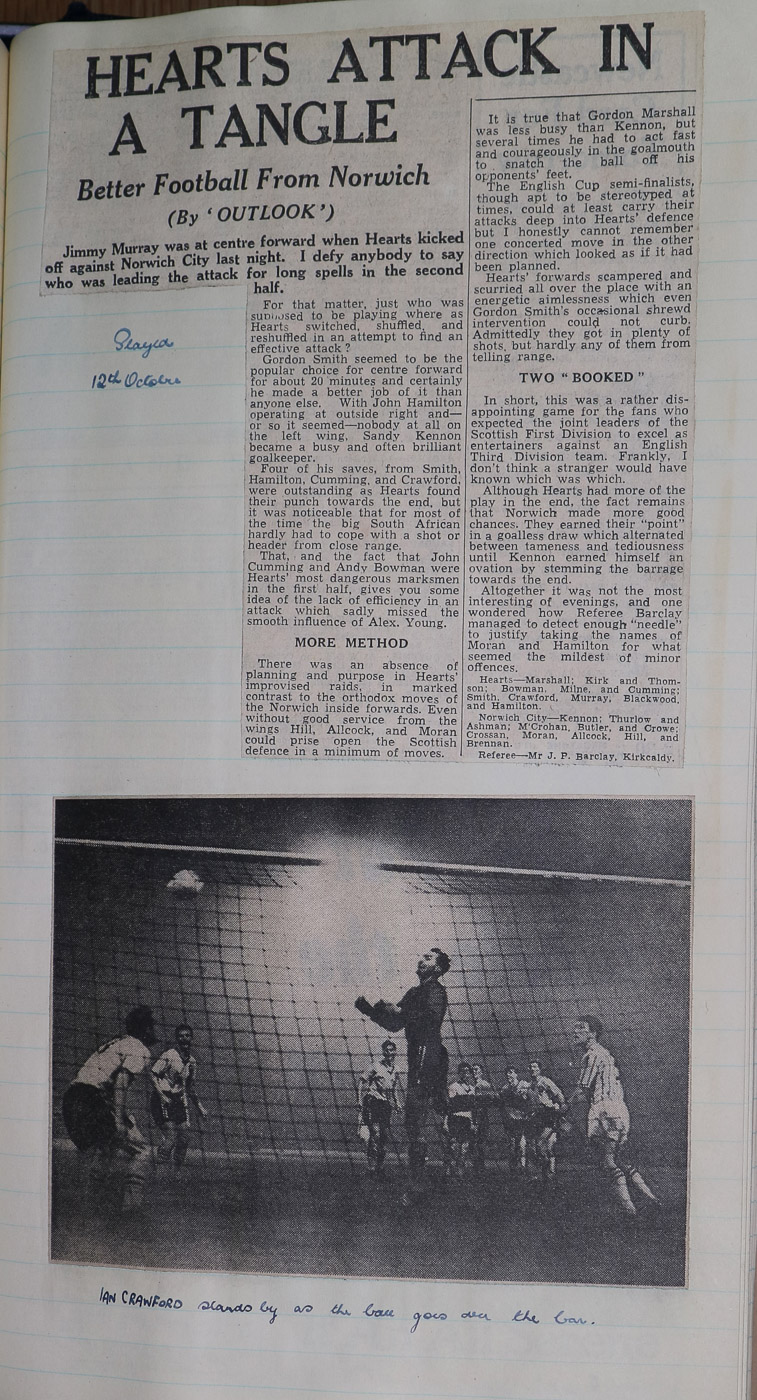 HEARTS ATTACK IN
A TANGLE
Better Football From Norwich
(By ‘OUTLOOK’)
Jimmy Murray was at centre forward when Hearts kicked
off against Norwich City last night. I defy anybody to say
who was leading the attack for long spells in the second
half.
Played
12th Octobre
For that matter, just who was
supposed to be playing where as
Hearts switched, shuffled, and
reshuffled in an attempt to find an
effective attack?
Gordon Smith seemed to be the
popular choice for centre forward
for about 20 minutes and certainly
he made a better job of it than
anyone else. With John Hamilton
operating at outside right and—
or so it seemed—nobody at all on
the left wing, Sandy Kennon
became a busy and often brilliant
goalkeeper.
Four of his saves, from Smith,
Hamilton, Cumming, and Crawford,
were outstanding as Hearts found
their punch towards the end, but
it was noticeable that for most of
the time the big South African
hardly had to cope with a shot or
header from close range.
That, and the fact that John
Cumming and Andy Bowman were
Hearts’ most dangerous marksmen
in the first half, gives you some
idea of the lack of efficiency in an
attack which sadly missed the
smooth influence of Alex. Young.
MORE METHOD
There was an absence of
planning and purpose in Hearts’
improvised raids, in marked
contrast to the orthodox moves of
the Norwich inside forwards. Even
without good service from the
wings Hill, Allcock, and Moran
could prise open the Scottish
defence in a minimum of moves.
It is true that Gordon Marshall
was less busy than Kennon, but
several times he had to act fast
and courageously in the goalmouth
to snatch the ball off his
opponents’ feet.
The English Cup semi-finalists,
though apt to be stereotyped at
times, could at least carry their
attacks deep into Hearts’ defence
but I honestly cannot remember
one concerted move in the other
direction which looked as if it had
been planned.
Hearts’ forwards scampered and
scurried all over the place with an
energetic aimlessness which even
Gordon Smith’s occasional shrewd
intervention could not curb.
Admittedly they got in plenty of
shots, but hardly any of them from
telling range.
TWO “ BOOKED ”
In short, this was a rather dis-
appointing game for the fans who
expected the joint leaders of the
Scottish First Division to excel as
entertainers against an English
Third Division team. Frankly, I
don’t think a stranger would have
known which was which.
Although Hearts had more of the
play in the end, the fact remains
that Norwich made more good
chances. They earned their “point”
in a goalless draw which alternated
between tameness and tediousness
until Kennon earned himself an
ovation by stemming the barrage
towards the end.
Altogether it was not the most
interesting of evenings, and one
wondered how Referee Barclay
managed to detect enough “needle”
to justify taking the names of
Moran and Hamilton for what
seemed the mildest of minor
offences.
Hearts—Marshall; Kirk and Thom-
son; Bowman, Milne, and Cumming;
Smith, Crawford, Murray, Blackwood,
and Hamilton.
Norwich City—Kennon; Thurlow and
Ashman; M‘Crohan, Butler, and Crowe;
Crossan, Moran, Allcock, Hill, and
Brennan.
Referee—Mr J. P. Barclay, Kirkcaldy.
IAN CRAWFORD stands by as the ball goes over the bar.